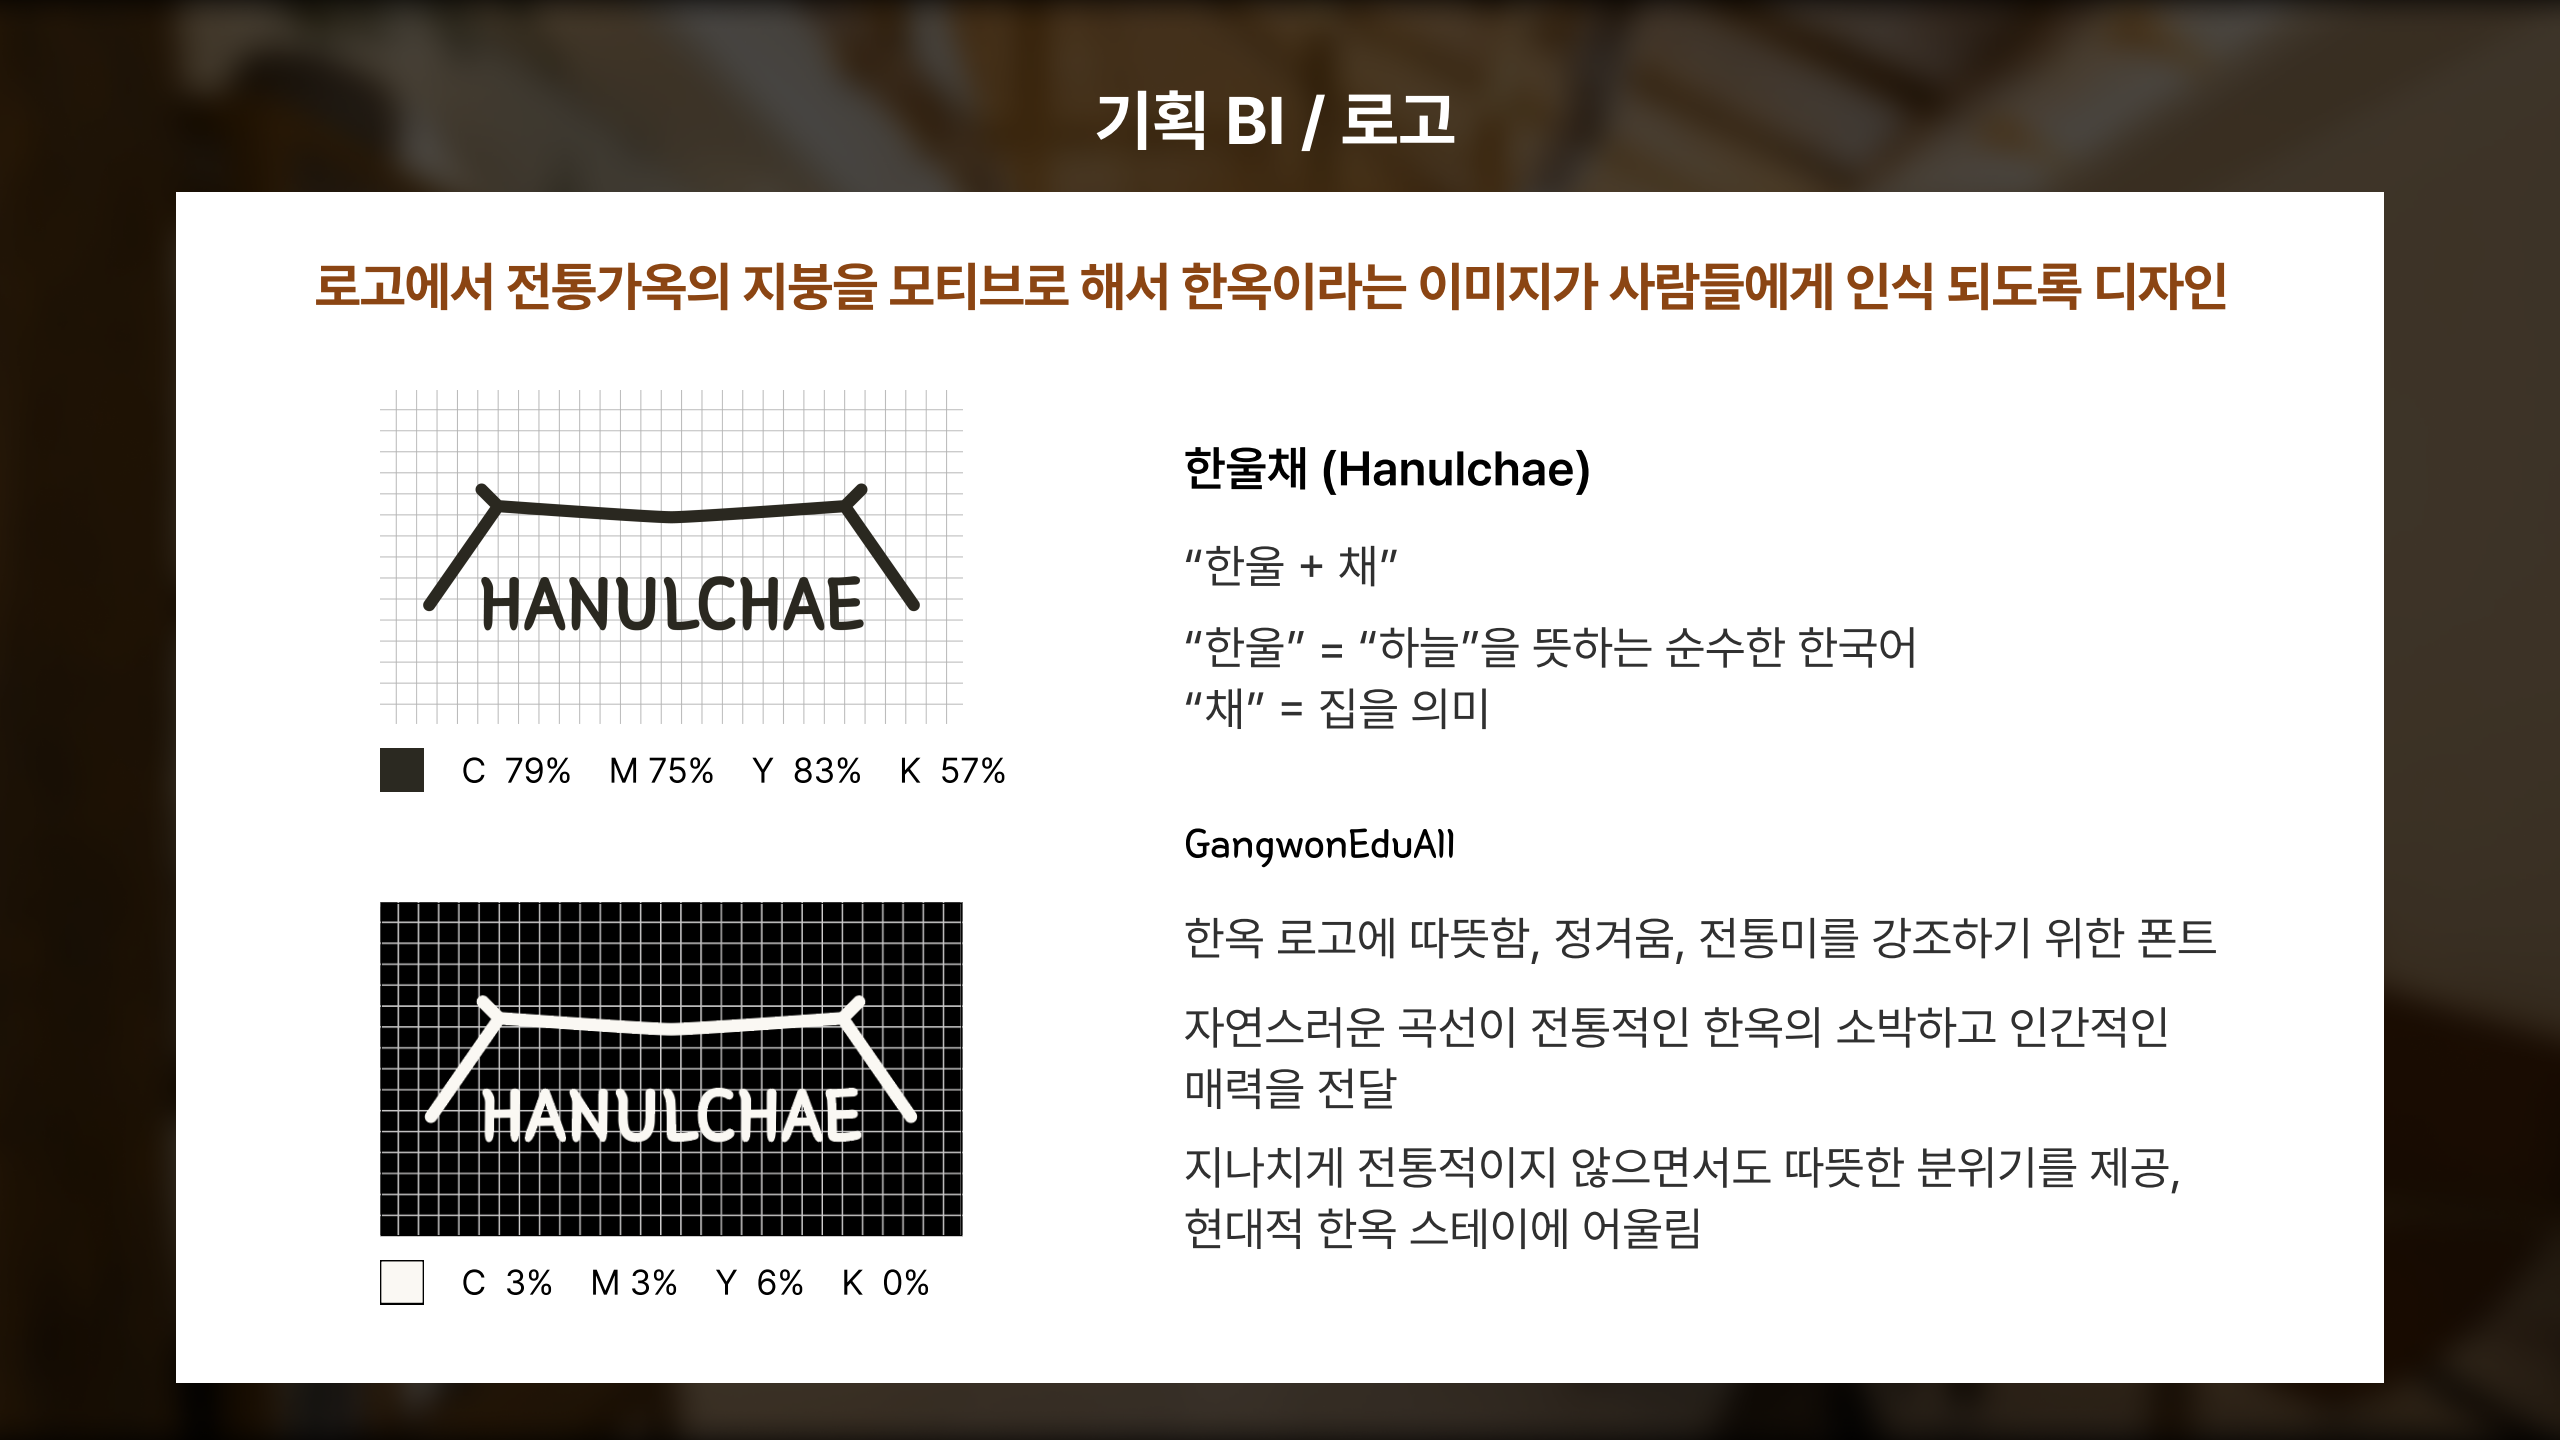 기획 BI / 로고
로고에서 전통가옥의 지붕을 모티브로 해서 한옥이라는 이미지가 사람들에게 인식 되도록 디자인
HANULCHAE
C 79% M 75% Y 83% K 57%
HANULCHAE
C 3% M 3% Y 6% K 0%
한울채 (Hanulchae)
“한울 + 채”
“한울” = “하늘”을 뜻하는 순수한 한국어
“채” = 집을 의미
GangwonEduAll
한옥 로고에 따뜻함, 정겨움, 전통미를 강조하기 위한 폰트
자연스러운 곡선이 전통적인 한옥의 소박하고 인간적인
매력을 전달
지나치게 전통적이지 않으면서도 따뜻한 분위기를 제공,
현대적 한옥 스테이에 어울림